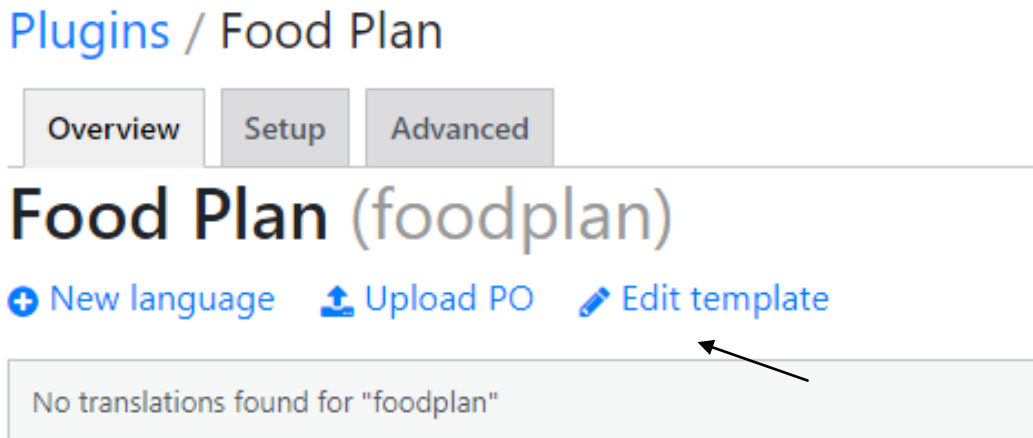 Plugins / Food Plan
Overview Setup Advanced
Food Plan (foodplan)
New language Upload PO Edit template
No translations found for "foodplan"